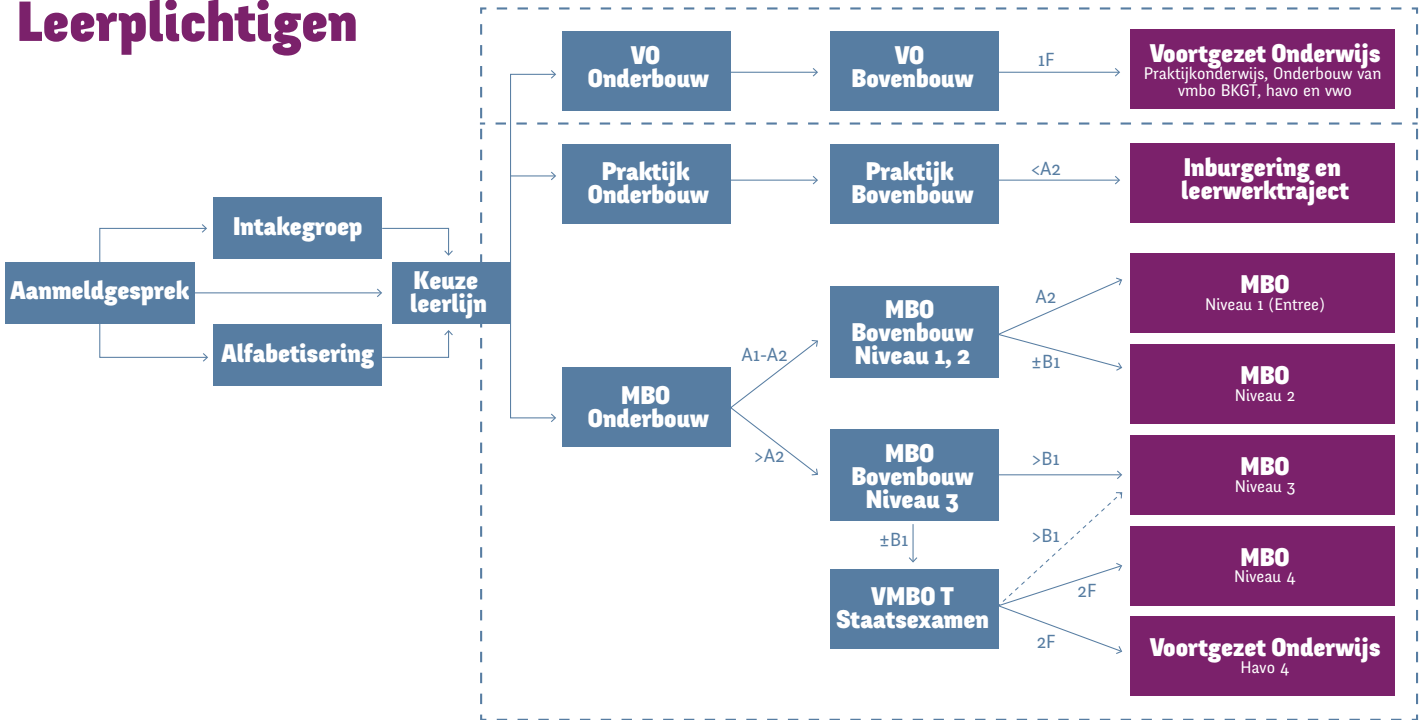 Leerplichtigen
Aanmeldgesprek
Intakegroep
Alfabetisering
Keuze
leerlijn
VO
Onderbouw
VO
Bovenbouw
1F
Voortgezet Onderwijs
Praktijkonderwijs, Onderbouw van
vmbo BKGT, havo en vwo
Praktijk
Onderbouw
Praktijk
Bovenbouw
<A2
Inburgering en
leerwerktraject
MBO
Onderbouw
A1-A2
>A2
MBO
Bovenbouw
Niveau 1, 2
A2
±B1
MBO
Niveau 1 (Entree)
MBO
Niveau 2
MBO
Bovenbouw
Niveau 3
>B1
MBO
Niveau 3
±B1
VMBO T
Staatsexamen
>B1
2F
2F
MBO
Niveau 4
Voortgezet Onderwijs
Havo 4